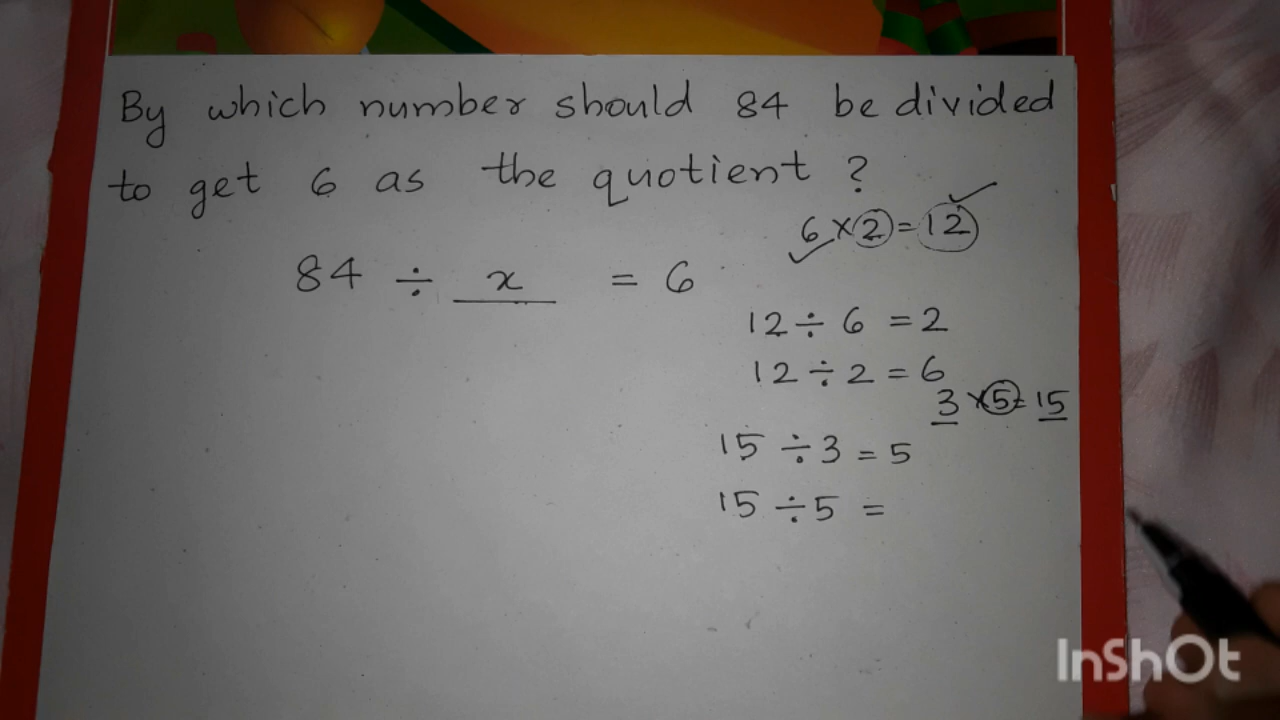 By which number should 84 be divided
to get 6 as the quotient ?
6 × 2 = 12
84 ÷ x = 6
12 ÷ 6 = 2
12 ÷ 2 = 6
3 × 5 = 15
15 ÷ 3 = 5
15 ÷ 5 =
InShOt